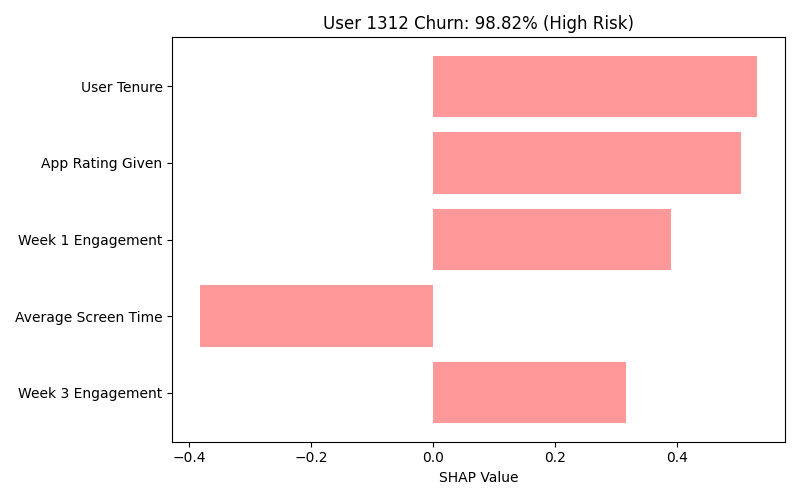 User 1312 Churn: 98.82% (High Risk)
User Tenure
App Rating Given
Week 1 Engagement
Average Screen Time
Week 3 Engagement
−0.4 −0.2 0.0 0.2 0.4
SHAP Value